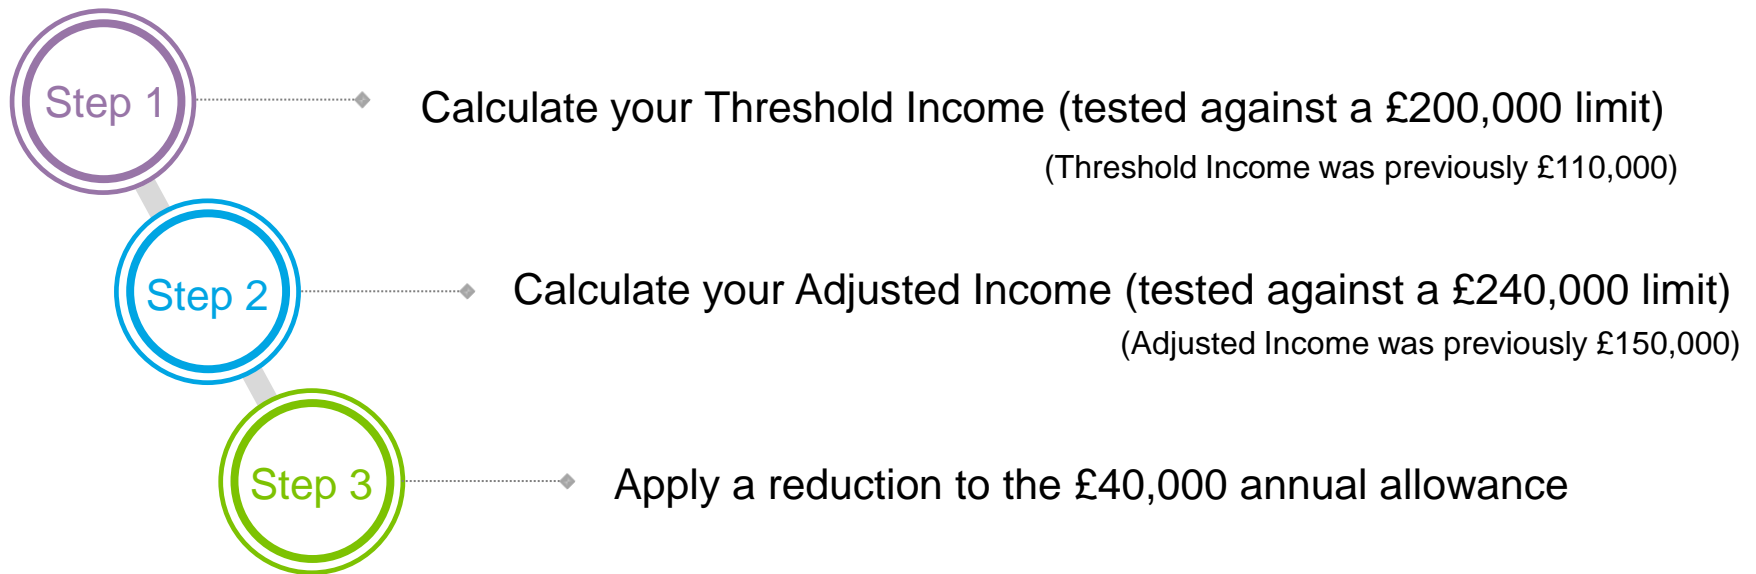 Step 1
Calculate your Threshold Income (tested against a £200,000 limit)
(Threshold Income was previously £110,000)
Step 2
Calculate your Adjusted Income (tested against a £240,000 limit)
(Adjusted Income was previously £150,000)
Step 3
Apply a reduction to the £40,000 annual allowance